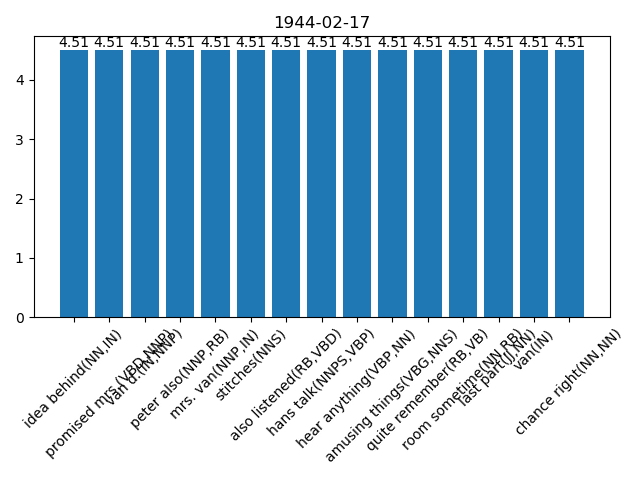 1944-02-17
4.51 4.51 4.51 4.51 4.51 4.51 4.51 4.51 4.51 4.51 4.51 4.51 4.51 4.51 4.51
4
3
2
1
0
idea behind(NN,IN)
promised mrs.(VBD,NNP)
van d.(IN,NNP)
peter also(NNP,RB)
mrs. van(NNP,IN)
stitches(NNS)
also listened(RB,VBD)
hans talk(NNPS,VBP)
hear anything(VBP,NN)
amusing things(VBG,NNS)
quite remember(RB,VB)
room sometime(NN,RB)
last part(JJ,NN)
van(IN)
chance right(NN,NN)